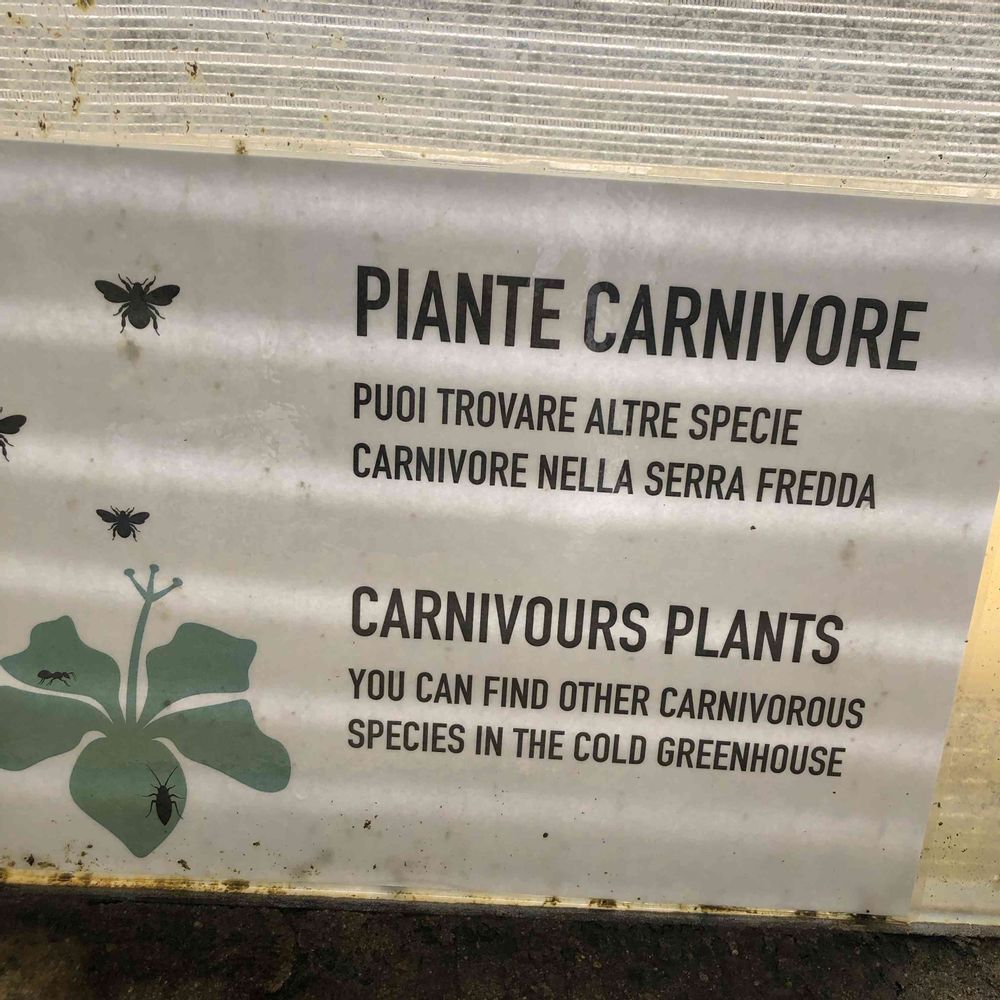 PIANTE CARNIVORE
PUOI TROVARE ALTRE SPECIE
CARNIVORE NELLA SERRA FREDDA
CARNIVOURS PLANTS
YOU CAN FIND OTHER CARNIVOROUS
SPECIES IN THE COLD GREENHOUSE